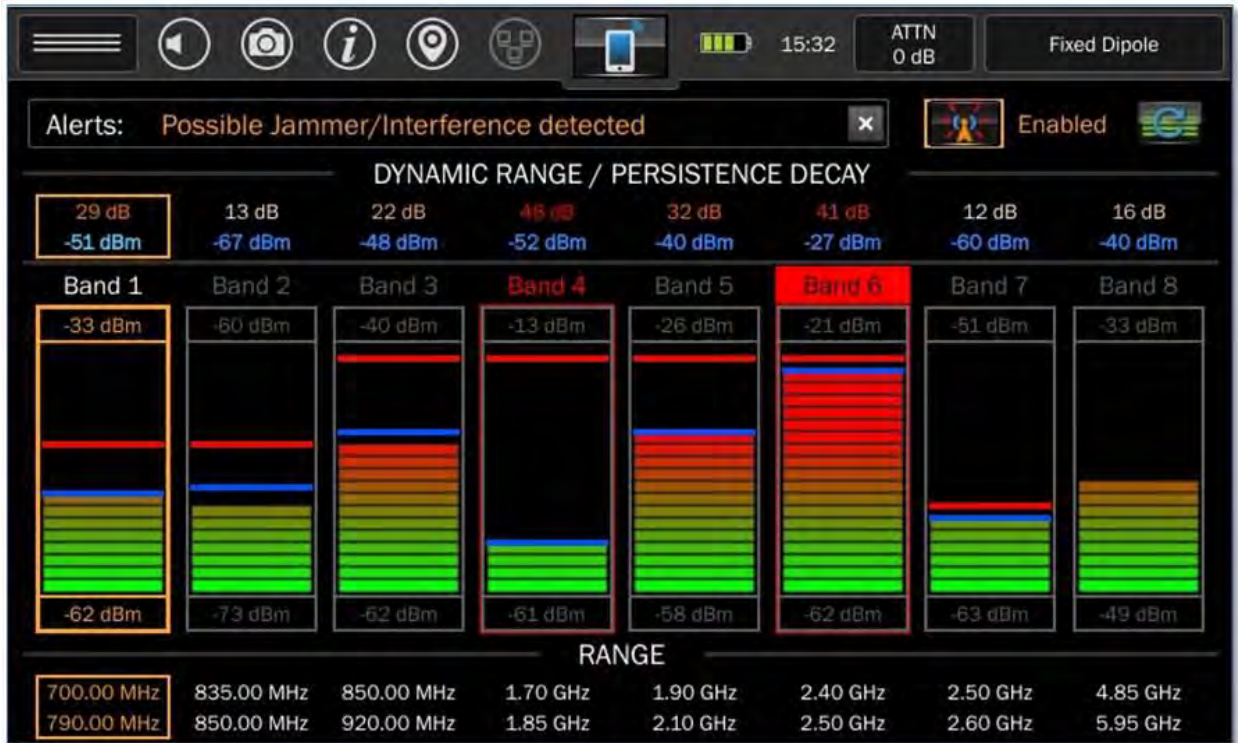 15:32
ATTN
0 dB
Fixed Dipole
Alerts: Possible Jammer/Interference detected
Enabled
DYNAMIC RANGE / PERSISTENCE DECAY
29 dB 13 dB 22 dB 46 dB 32 dB 41 dB 12 dB 16 dB
-51 dBm -67 dBm -48 dBm -52 dBm -40 dBm -27 dBm -60 dBm -40 dBm
Band 1 Band 2 Band 3 Band 4 Band 5 Band 6 Band 7 Band 8
-33 dBm -60 dBm -40 dBm -13 dBm -26 dBm -21 dBm -51 dBm -33 dBm
-62 dBm -73 dBm -62 dBm -61 dBm -58 dBm -62 dBm -63 dBm -49 dBm
RANGE
700.00 MHz 835.00 MHz 850.00 MHz 1.70 GHz 1.90 GHz 2.40 GHz 2.50 GHz 4.85 GHz
790.00 MHz 850.00 MHz 920.00 MHz 1.85 GHz 2.10 GHz 2.50 GHz 2.60 GHz 5.95 GHz